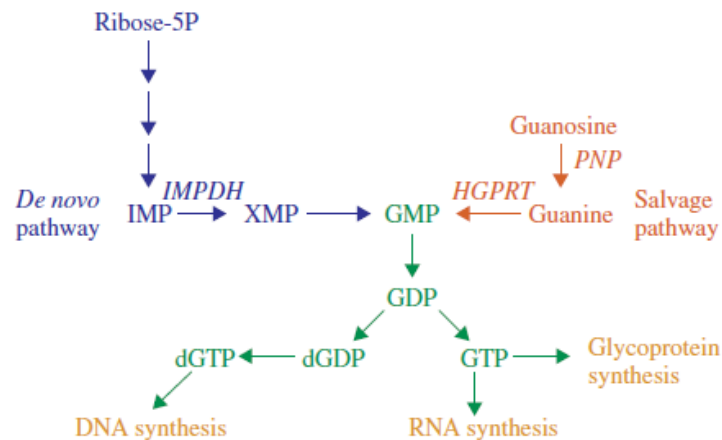 Ribose-5P
Guanosine
PNP
De novo
pathway
IMPDH
IMP
XMP
GMP
HGPRT
Guanine
Salvage
pathway
GDP
dGTP
dGDP
GTP
Glycoprotein
synthesis
DNA synthesis
RNA synthesis